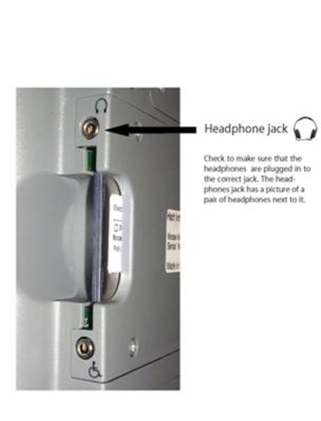 Headphone jack
Check to make sure that the
headphones are plugged in to
the correct jack. The head-
phones jack has a picture of a
pair of headphones next to it.